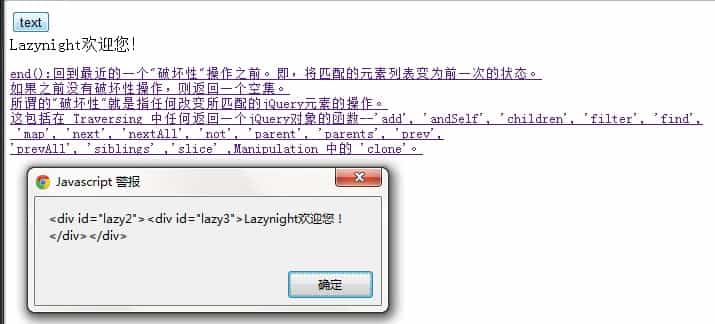 text
Lazynight欢迎您!
end():回到最近的一个"破坏性"操作之前。即，将匹配的元素列表变为前一次的状态。
如果之前没有破坏性操作，则返回一个空集。
所谓的"破坏性"就是指任何改变所匹配的jQuery元素的操作。
这包括在 Traversing 中任何返回一个jQuery对象的函数--'add', 'andSelf', 'children', 'filter', 'find',
'map', 'next', 'nextAll', 'not', 'parent', 'parents', 'prev',
'prevAll', 'siblings' ,'slice' ,Manipulation 中的 'clone'。
Javascript 警报
<div id="lazy2"><div id="lazy3">Lazynight欢迎您！
</div></div>
确定